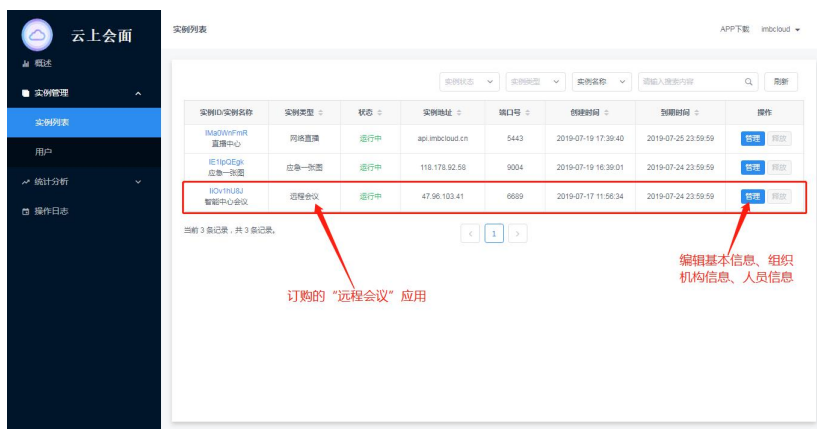 云上会面
实例列表
APP下载 imbcloud
概述
实例管理
实例列表
用户
统计分析
操作日志
实例状态 实例类型 实例名称 请输入搜索内容 刷新
实例ID/实例名称 实例类型 状态 实例地址 端口号 创建时间 到期时间 操作
IMa0WnFmR
直播中心
网络直播 运行中 api.imbcloud.cn 5443 2019-07-19 17:39:40 2019-07-25 23:59:59 管理 释放
IE1IpQEgk
应急一张图
应急一张图 运行中 118.178.92.58 9004 2019-07-19 16:39:01 2019-07-24 23:59:59 管理 释放
IiOv1hU8J
智能中心会议
远程会议 运行中 47.96.103.41 6689 2019-07-17 11:56:34 2019-07-24 23:59:59 管理 释放
当前 3 条记录，共 3 条记录。
1
订购的“远程会议”应用
编辑基本信息、组织
机构信息、人员信息